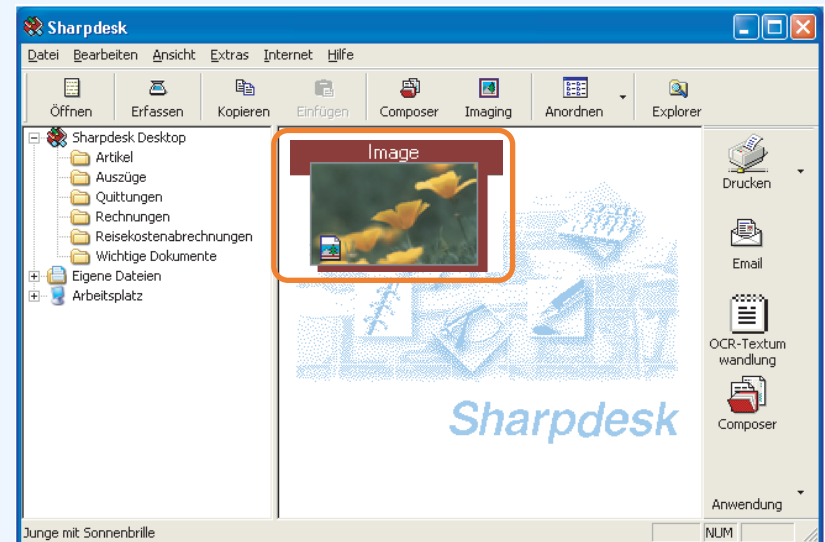 Sharpdesk
Datei Bearbeiten Ansicht Extras Internet Hilfe
Öffnen Erfassen Kopieren Einfügen Composer Imaging Anordnen Explorer
Sharpdesk Desktop
Artikel
Auszüge
Quittungen
Rechnungen
Reisekostenabrechnungen
Wichtige Dokumente
Eigene Dateien
Arbeitsplatz
Image
Sharpdesk
Drucken
Email
OCR-Textum
wandlung
Composer
Anwendung
Junge mit Sonnenbrille NUM